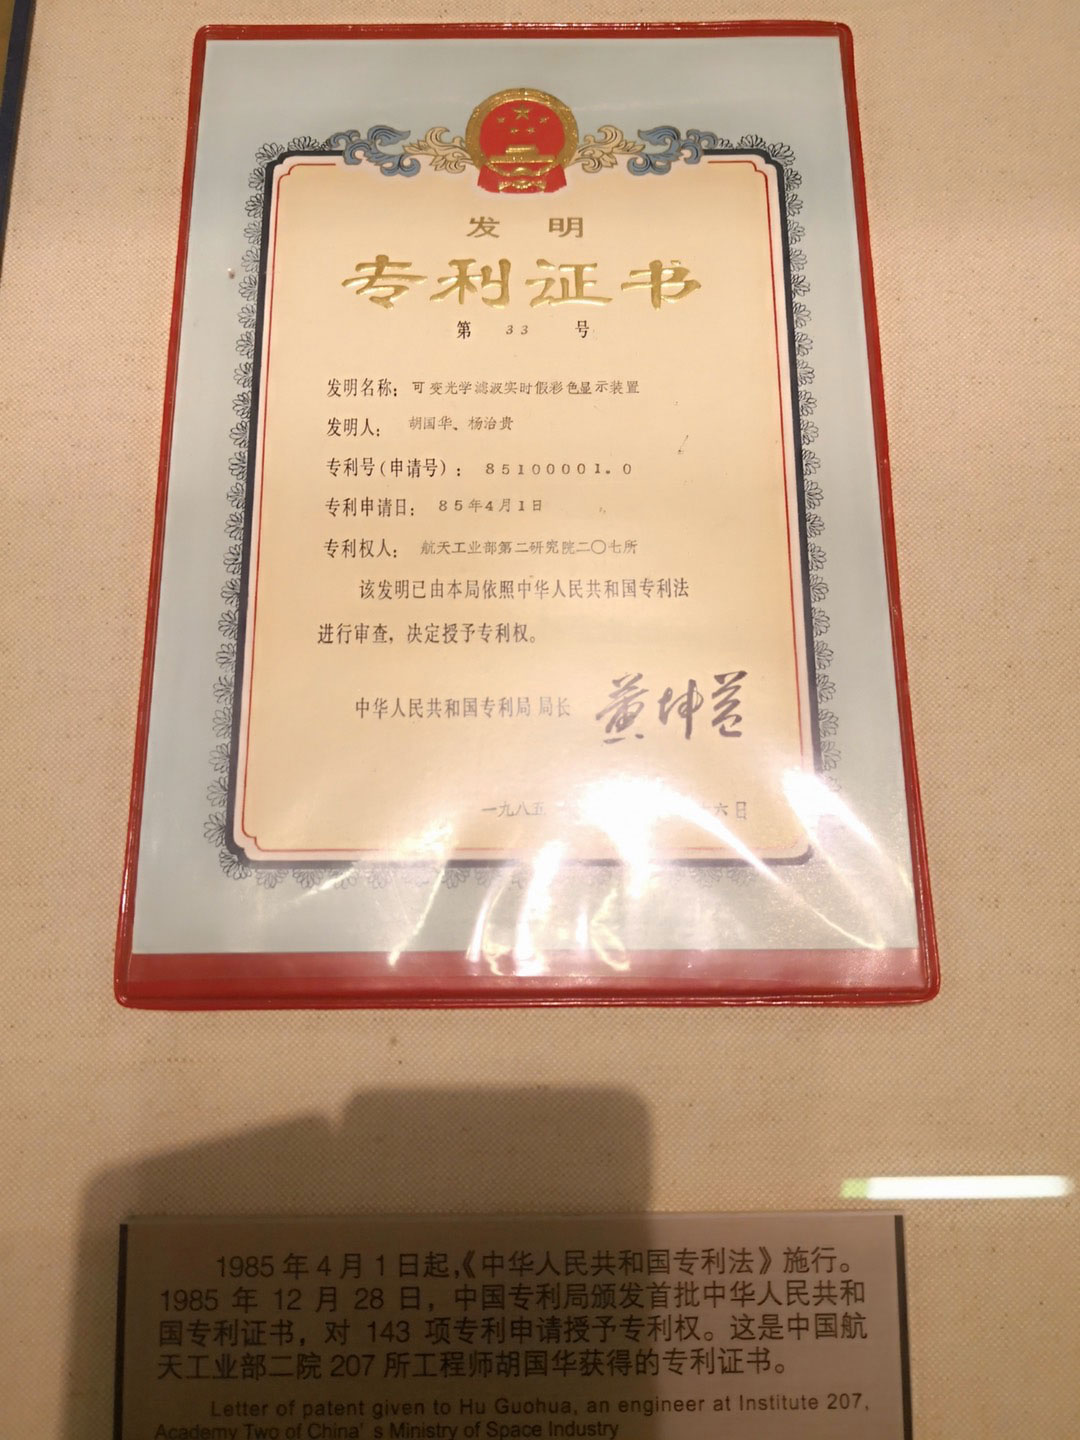 发 明
专利证书
第 33 号
发明名称：可变光学滤波实时假彩色显示装置
发明人：胡国华、杨治贵
专利号(申请号)：85100001.0
专利申请日：85年4月1日
专利权人：航天工业部第二研究院二〇七所
该发明已由本局依照中华人民共和国专利法
进行审查，决定授予专利权。
中华人民共和国专利局 局长 黄坤益
一九八五 六日
1985年4月1日起，《中华人民共和国专利法》施行。
1985 年 12 月 28 日，中国专利局颁发首批中华人民共和
国专利证书，对 143 项专利申请授予专利权。这是中国航
天工业部二院 207 所工程师胡国华获得的专利证书。
Letter of patent given to Hu Guohua, an engineer at Institute 207,
Academy Two of China's Ministry of Space Industry